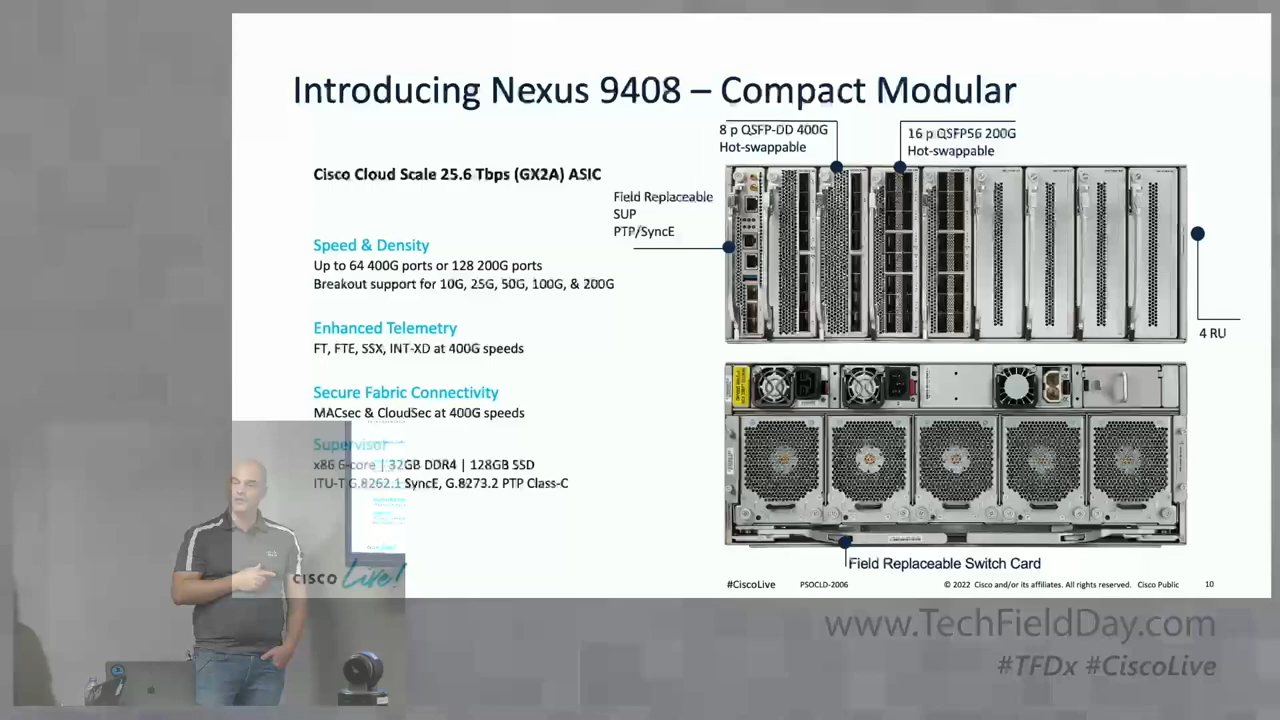 Introducing Nexus 9408 – Compact Modular
8 p QSFP-DD 400G
Hot-swappable
16 p QSFP56 200G
Hot-swappable
Cisco Cloud Scale 25.6 Tbps (GX2A) ASIC
Field Replaceable
SUP
PTP/SyncE
Speed & Density
Up to 64 400G ports or 128 200G ports
Breakout support for 10G, 25G, 50G, 100G, & 200G
4 RU
Enhanced Telemetry
FT, FTE, SSX, INT-XD at 400G speeds
Secure Fabric Connectivity
MACsec & CloudSec at 400G speeds
Supervisor
x86 6-core | 32GB DDR4 | 128GB SSD
ITU-T G.8262.1 SyncE, G.8273.2 PTP Class-C
Field Replaceable Switch Card
CISCO Live!
#CiscoLive PSOCLD-2006 © 2022 Cisco and/or its affiliates. All rights reserved. Cisco Public 10
www.TechFieldDay.com
#TFDx #CiscoLive